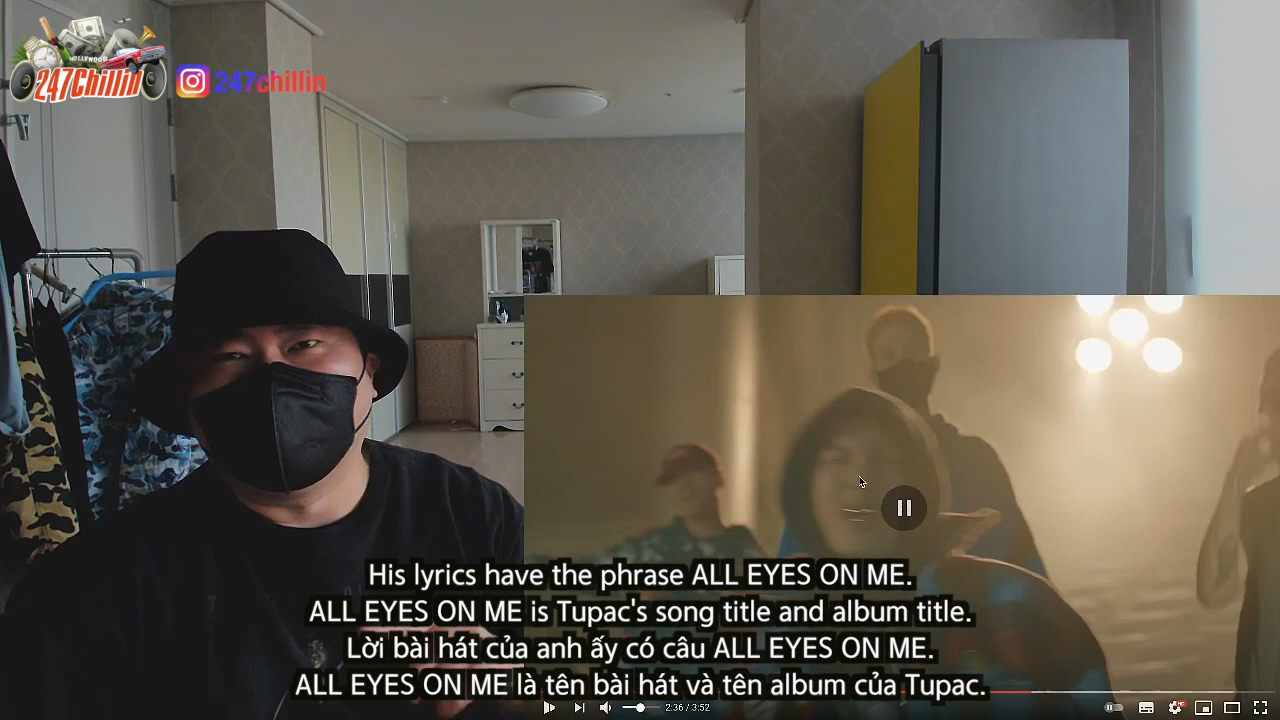 HOLLYWOOD
247Chillin
247chillin
His lyrics have the phrase ALL EYES ON ME.
ALL EYES ON ME is Tupac's song title and album title.
Lời bài hát của anh ấy có câu ALL EYES ON ME.
ALL EYES ON ME là tên bài hát và tên album của Tupac.
2:36 / 3:52